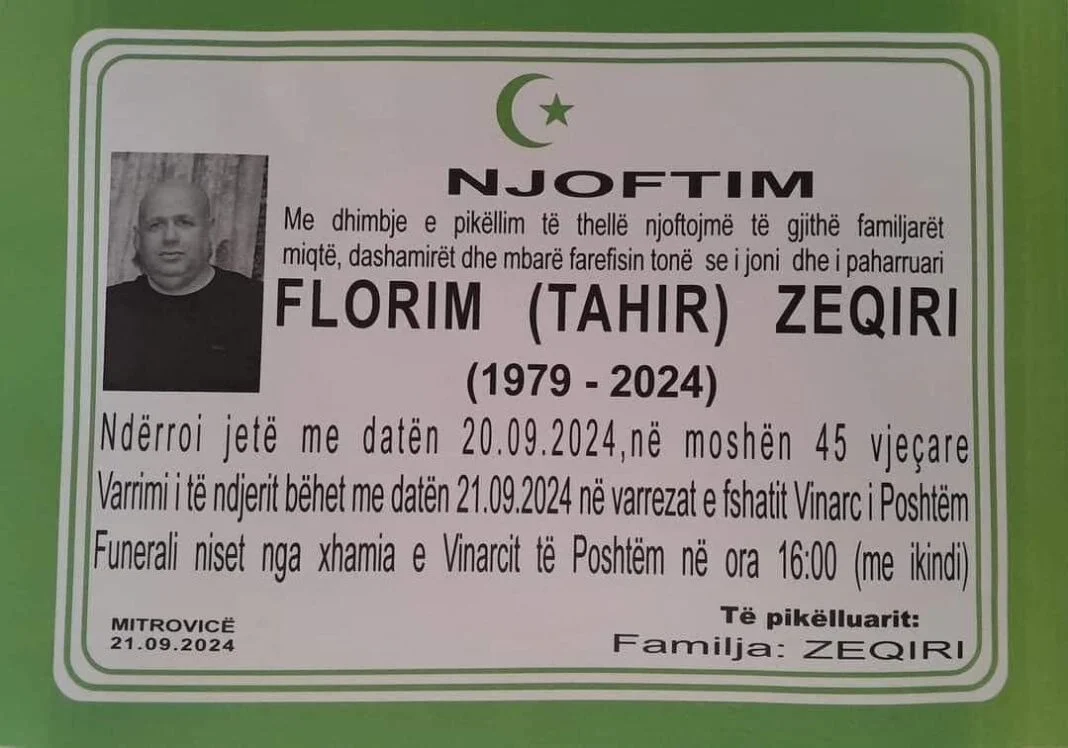 NJOFTIM
Me dhimbje e pikëllim të thellë njoftojmë të gjithë familjarët
miqtë, dashamirët dhe mbarë farefisin tonë se i joni dhe i paharruari
FLORIM (TAHIR) ZEQIRI
(1979 - 2024)
Ndërroi jetë me datën 20.09.2024,në moshën 45 vjeçare
Varrimi i të ndjerit bëhet me datën 21.09.2024 në varrezat e fshatit Vinarc i Poshtëm
Funerali niset nga xhamia e Vinarcit të Poshtëm në ora 16:00 (me ikindi)
MITROVICË
21.09.2024
Të pikëlluarit:
Familja: ZEQIRI